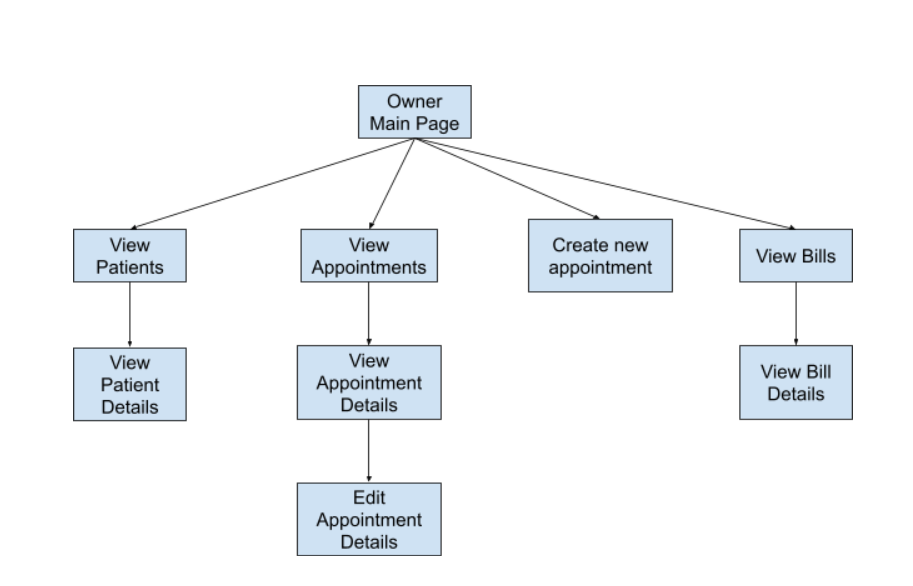 Owner
Main Page
View
Patients
View
Appointments
Create new
appointment
View Bills
View
Patient
Details
View
Appointment
Details
View Bill
Details
Edit
Appointment
Details